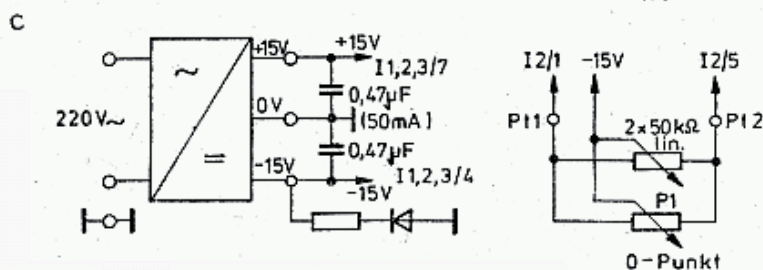 C
+15V
+15V
I1,2,3/7
0,47µF
0V
(50mA)
220V~
~
=
0,47µF
-15V
-15V
I1,2,3/4
I2/1
-15V
I2/5
Pt1
Pt2
2x50kΩ
lin.
P1
0-Punkt